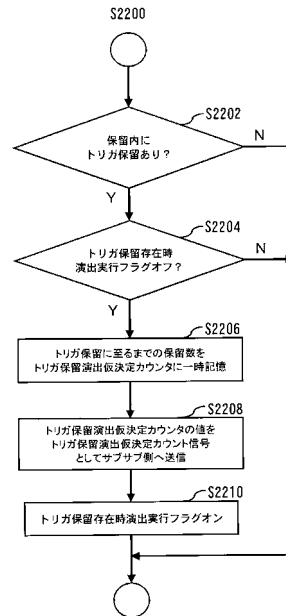 S2200
S2202
保留内に
トリガ保留あり？
N
Y
S2204
トリガ保留存在時
演出実行フラグオフ？
N
Y
S2206
トリガ保留に至るまでの保留数を
トリガ保留演出仮決定カウンタに一時記憶
S2208
トリガ保留演出仮決定カウンタの値を
トリガ保留演出仮決定カウント信号
としてサブサブ側へ送信
S2210
トリガ保留存在時演出実行フラグオン